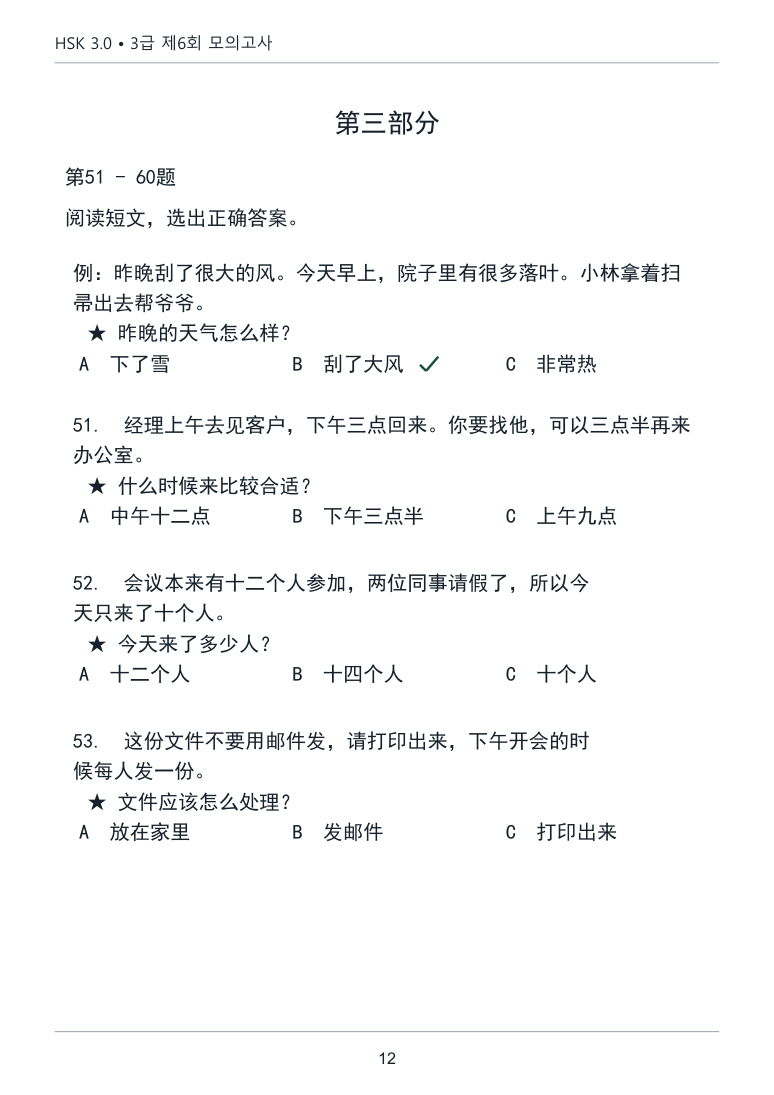 HSK 3.0 • 3급 제6회 모의고사
第三部分
第51 - 60题
阅读短文，选出正确答案。
例：昨晚刮了很大的风。今天早上，院子里有很多落叶。小林拿着扫
帚出去帮爷爷。
★ 昨晚的天气怎么样？
A 下了雪 B 刮了大风 ✓ C 非常热
51. 经理上午去见客户，下午三点回来。你要找他，可以三点半再来
办公室。
★ 什么时候来比较合适？
A 中午十二点 B 下午三点半 C 上午九点
52. 会议本来有十二个人参加，两位同事请假了，所以今
天只来了十个人。
★ 今天来了多少人？
A 十二个人 B 十四个人 C 十个人
53. 这份文件不要用邮件发，请打印出来，下午开会的时
候每人发一份。
★ 文件应该怎么处理？
A 放在家里 B 发邮件 C 打印出来
12